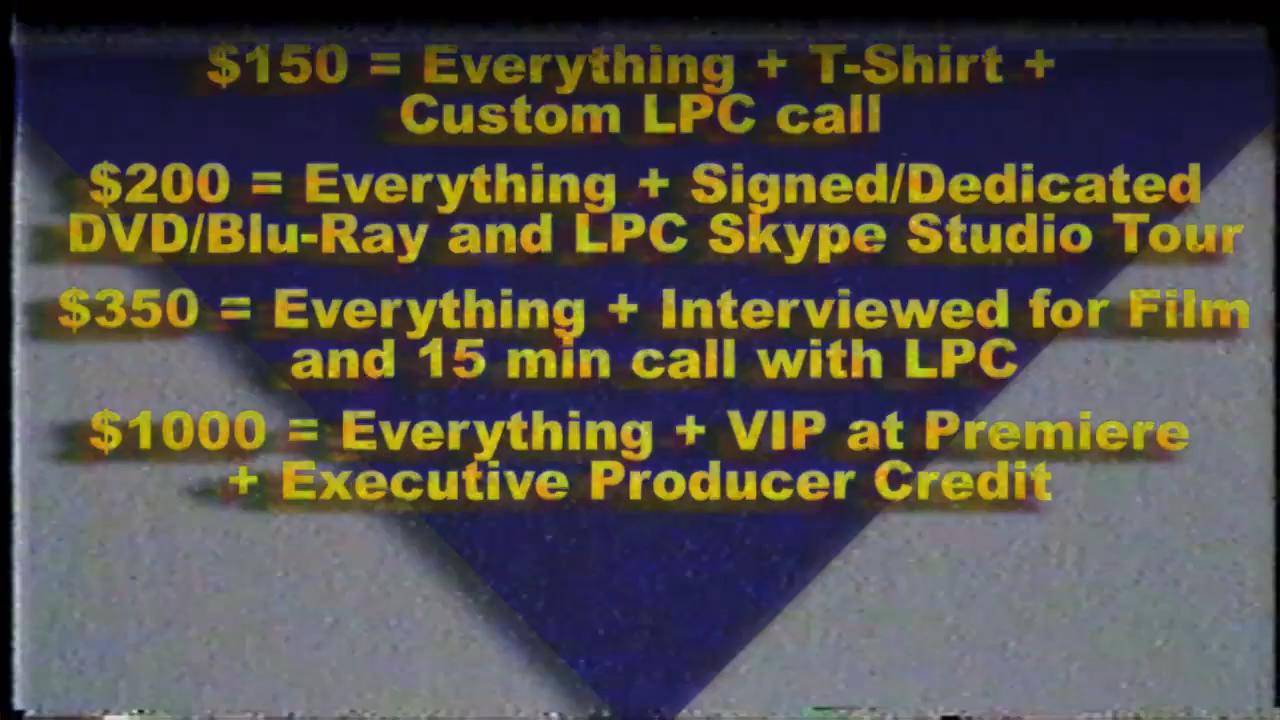 $150 = Everything + T-Shirt +
Custom LPC call
$200 = Everything + Signed/Dedicated
DVD/Blu-Ray and LPC Skype Studio Tour
$350 = Everything + Interviewed for Film
and 15 min call with LPC
$1000 = Everything + VIP at Premiere
+ Executive Producer Credit